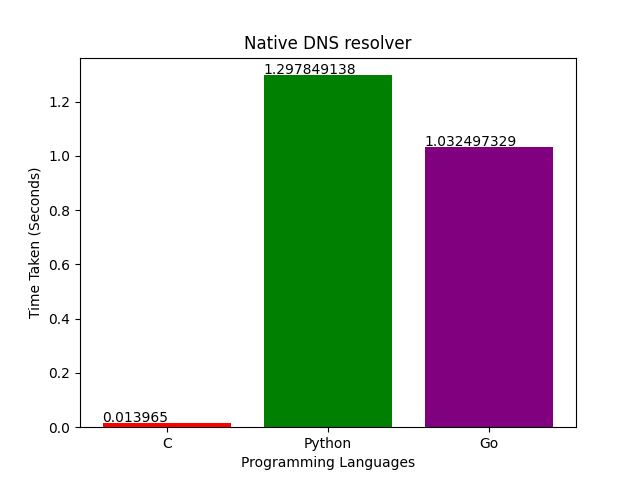 Native DNS resolver
Time Taken (Seconds)
1.2
1.0
0.8
0.6
0.4
0.2
0.0
0.013965
1.297849138
1.032497329
C
Python
Go
Programming Languages